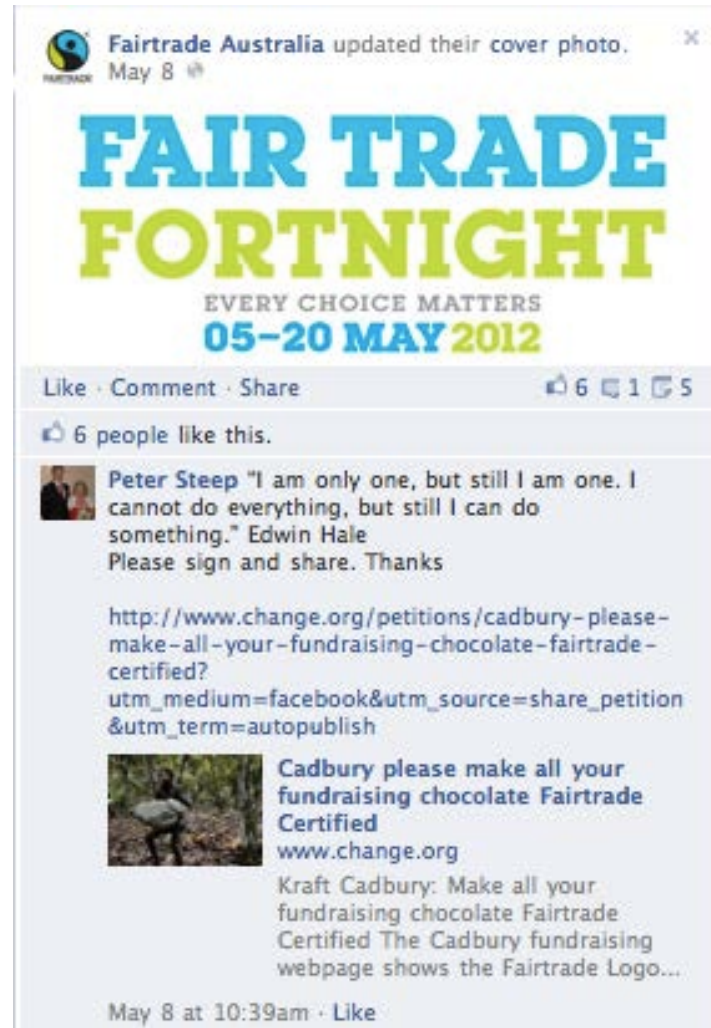 Fairtrade Australia updated their cover photo.
May 8
FAIRTRADE
FAIR TRADE
FORTNIGHT
EVERY CHOICE MATTERS
05–20 MAY 2012
Like · Comment · Share 6 1 5
6 people like this.
Peter Steep "I am only one, but still I am one. I
cannot do everything, but still I can do
something." Edwin Hale
Please sign and share. Thanks
http://www.change.org/petitions/cadbury-please-
make-all-your-fundraising-chocolate-fairtrade-
certified?
utm_medium=facebook&utm_source=share_petition
&utm_term=autopublish
Cadbury please make all your
fundraising chocolate Fairtrade
Certified
www.change.org
Kraft Cadbury: Make all your
fundraising chocolate Fairtrade
Certified The Cadbury fundraising
webpage shows the Fairtrade Logo...
May 8 at 10:39am · Like